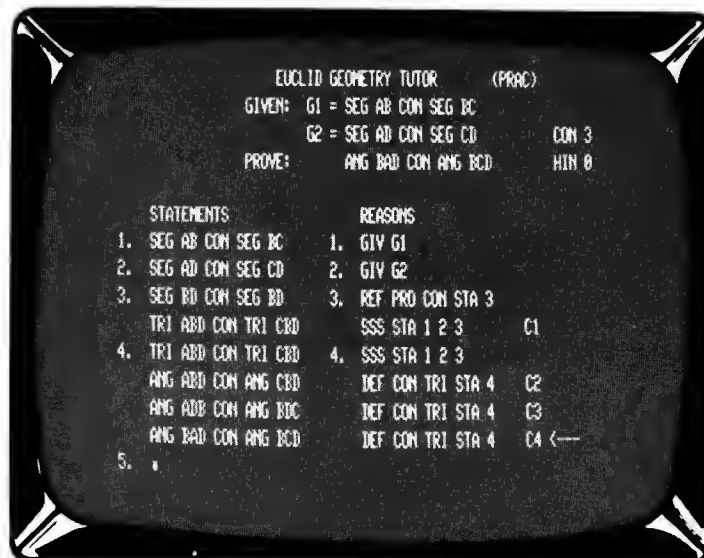 EUCLID GEOMETRY TUTOR (PRAC)
GIVEN: G1 = SEG AB CON SEG BC
G2 = SEG AD CON SEG CD CON 3
PROVE: ANG BAD CON ANG BCD HIN 0
STATEMENTS REASONS
1. SEG AB CON SEG BC 1. GIV G1
2. SEG AD CON SEG CD 2. GIV G2
3. SEG BD CON SEG BD 3. REF PRO CON STA 3
TRI ABD CON TRI CBD SSS STA 1 2 3 C1
4. TRI ABD CON TRI CBD 4. SSS STA 1 2 3
ANG ABD CON ANG CBD DEF CON TRI STA 4 C2
ANG ADB CON ANG BDC DEF CON TRI STA 4 C3
ANG BAD CON ANG BCD DEF CON TRI STA 4 C4 <---
5.